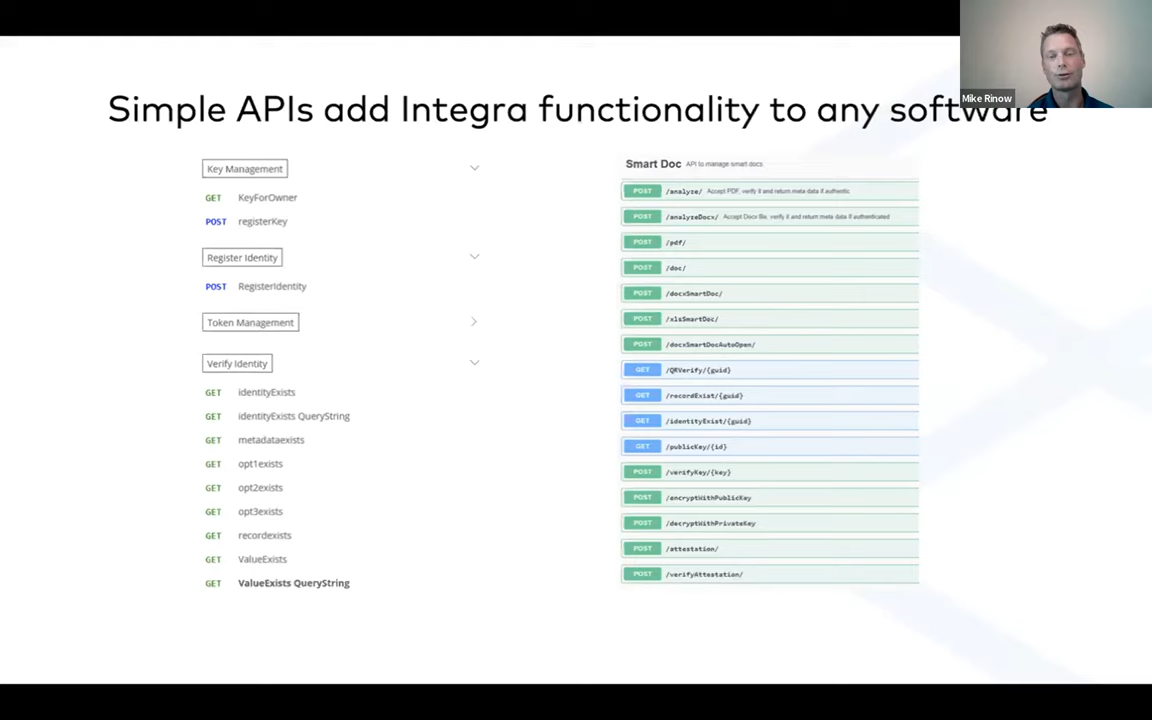 Simple APIs add Integra functionality to any software
Mike Rinow
Key Management
GET KeyForOwner
POST registerKey
Register Identity
POST RegisterIdentity
Token Management
Verify Identity
GET identityExists
GET identityExists QueryString
GET metadataexists
GET opt1exists
GET opt2exists
GET opt3exists
GET recordexists
GET ValueExists
GET ValueExists QueryString
Smart Doc API to manage smart docs
POST /analyze/ Accept PDF, verify it and return meta data if authentic
POST /analyzeDocx/ Accept Docx file, verify it and return meta data if authenticated
POST /pdf/
POST /doc/
POST /docxSmartDoc/
POST /xlsSmartDoc/
POST /docxSmartDocAutoOpen/
GET /QRVerify/{guid}
GET /recordExist/{guid}
GET /identityExist/{guid}
GET /publicKey/{id}
POST /verifyKey/{key}
POST /encryptWithPublicKey
POST /decryptWithPrivateKey
POST /attestation/
POST /verifyAttestation/